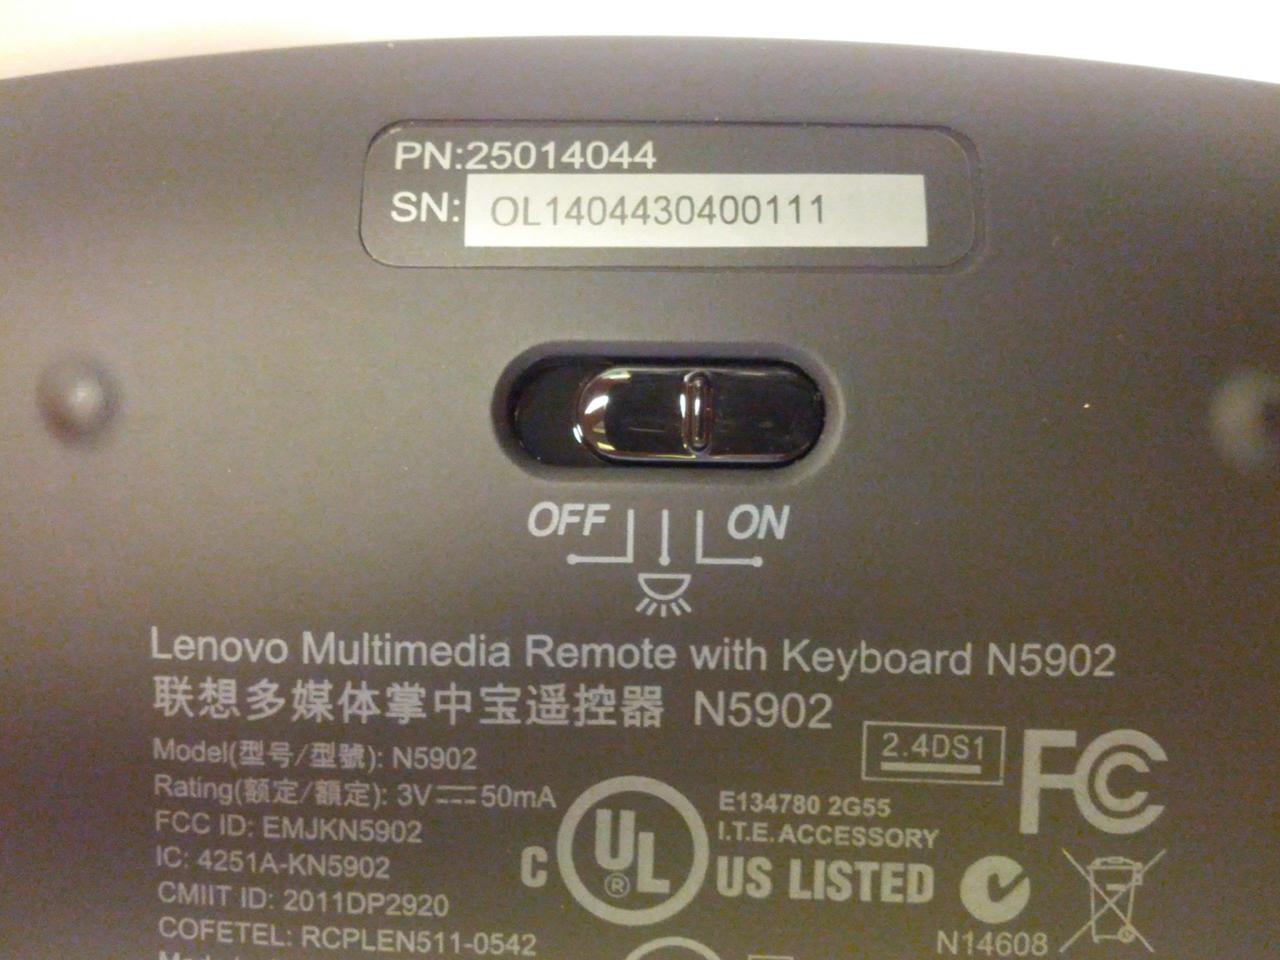 PN:25014044
SN: OL1404430400111
OFF ON
Lenovo Multimedia Remote with Keyboard N5902
联想多媒体掌中宝遥控器 N5902
2.4DS1
FC
Model(型号/型號): N5902
Rating(额定/額定): 3V⎓50mA
FCC ID: EMJKN5902
IC: 4251A-KN5902
CMIIT ID: 2011DP2920
COFETEL: RCPLEN511-0542
C UL® US LISTED
E134780 2G55
I.T.E. ACCESSORY
N14608